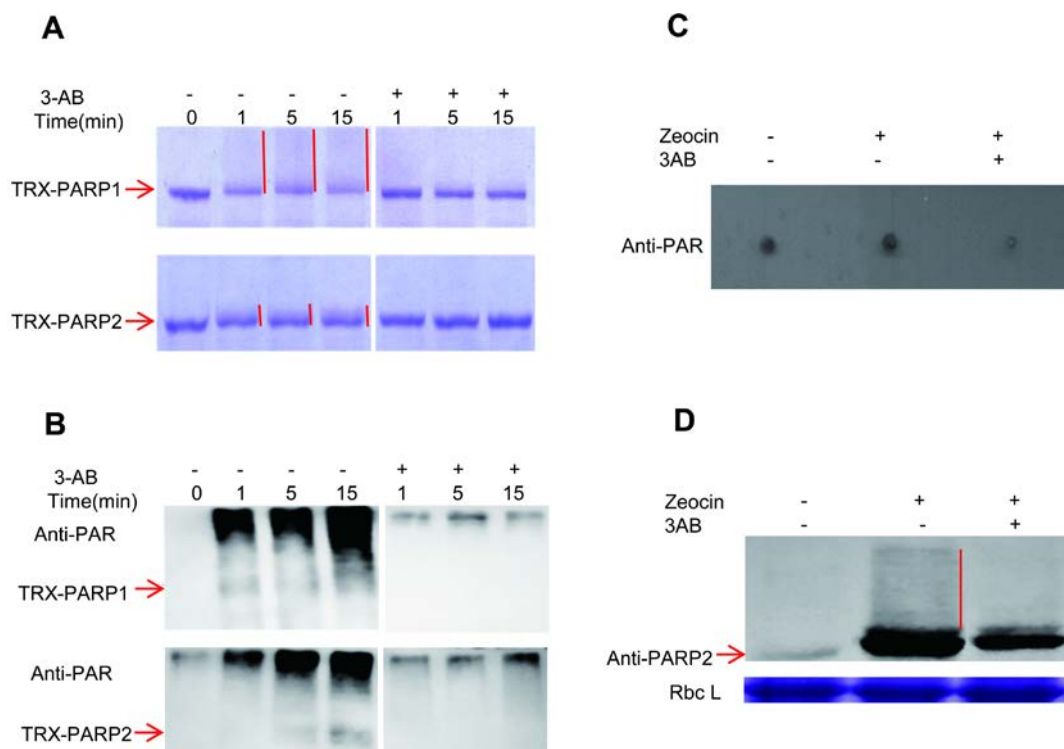 A
3-AB - - - - + + +
Time(min) 0 1 5 15 1 5 15
TRX-PARP1
TRX-PARP2
B
3-AB - - - - + + +
Time(min) 0 1 5 15 1 5 15
Anti-PAR
TRX-PARP1
Anti-PAR
TRX-PARP2
C
Zeocin - + +
3AB - - +
Anti-PAR
D
Zeocin - + +
3AB - - +
Anti-PARP2
Rbc L